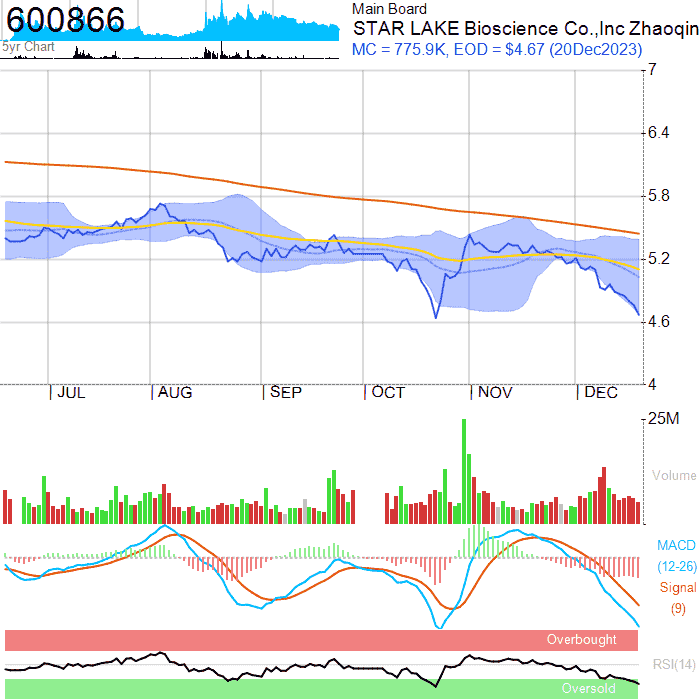 600866
5yr Chart
Main Board
STAR LAKE Bioscience Co.,Inc Zhaoqin
MC = 775.9K, EOD = $4.67 (20Dec2023)
7
6.4
5.8
5.2
4.6
4
JUL AUG SEP OCT NOV DEC
25M
Volume
MACD
(12-26)
Signal
(9)
Overbought
RSI(14)
Oversold